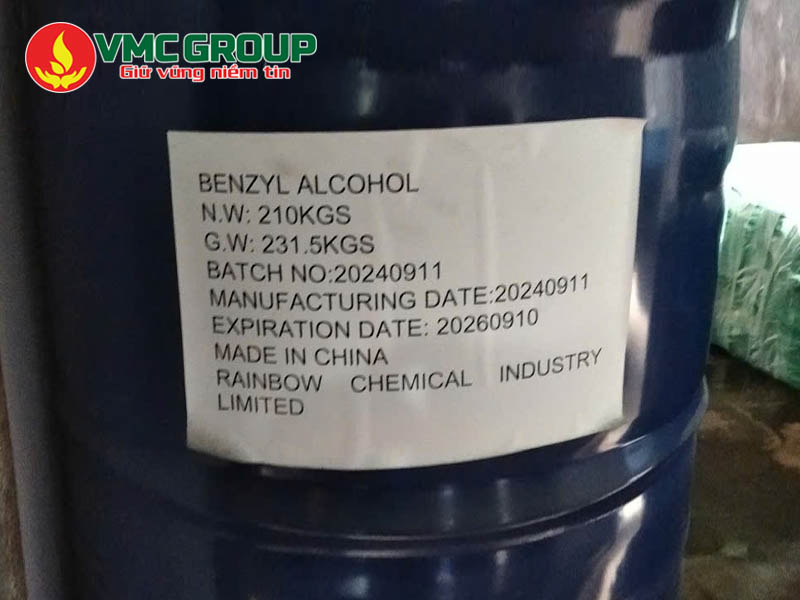 VMC GROUP
Giữ vững niềm tin
BENZYL ALCOHOL
N.W: 210KGS
G.W: 231.5KGS
BATCH NO:20240911
MANUFACTURING DATE:20240911
EXPIRATION DATE: 20260910
MADE IN CHINA
RAINBOW CHEMICAL INDUSTRY
LIMITED